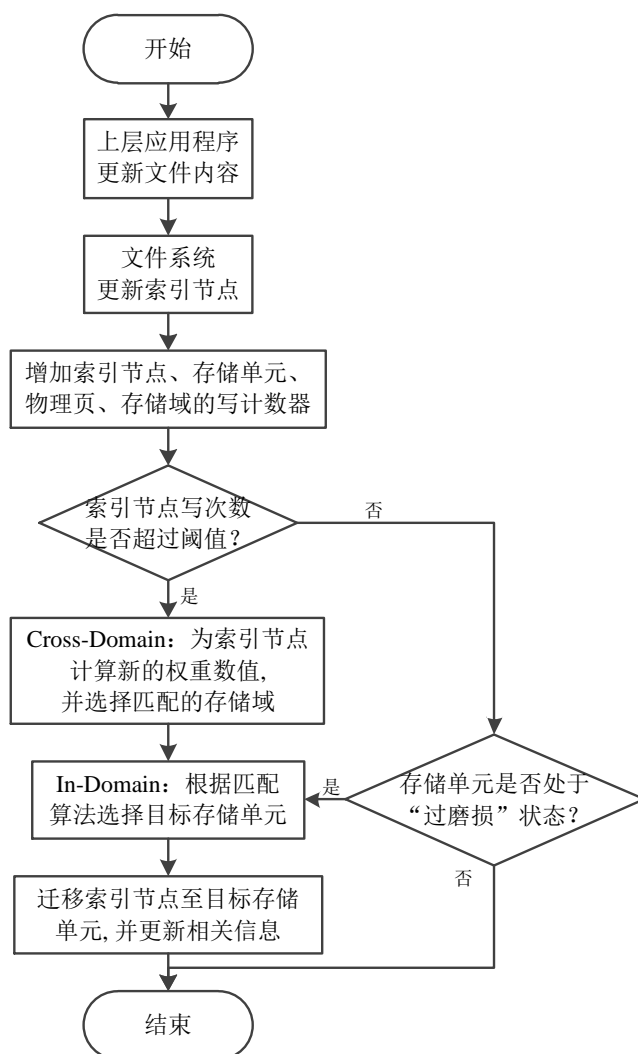 开始
上层应用程序
更新文件内容
文件系统
更新索引节点
增加索引节点、存储单元、
物理页、存储域的写计数器
索引节点写次数
是否超过阈值？
否
是
Cross-Domain：为索引节点
计算新的权重数值,
并选择匹配的存储域
In-Domain：根据匹配
算法选择目标存储单元
是
存储单元是否处于
“过磨损”状态？
否
迁移索引节点至目标存储
单元, 并更新相关信息
结束